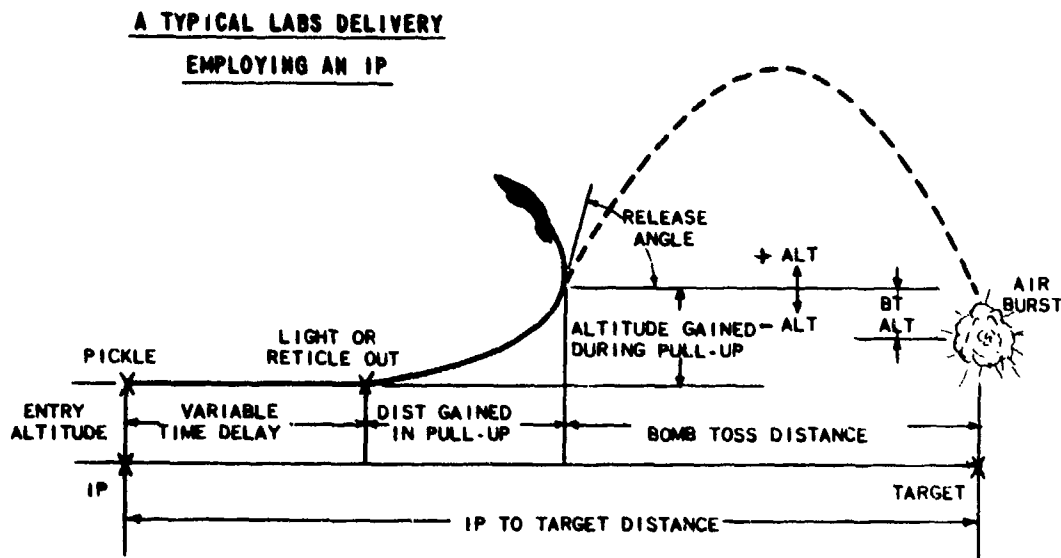 A TYPICAL LABS DELIVERY
EMPLOYING AN IP
RELEASE
ANGLE
+ ALT
- ALT
BT
ALT
AIR
BURST
ALTITUDE GAINED
DURING PULL-UP
LIGHT OR
RETICLE OUT
PICKLE
ENTRY
ALTITUDE
VARIABLE
TIME DELAY
DIST GAINED
IN PULL-UP
BOMB TOSS DISTANCE
IP
TARGET
IP TO TARGET DISTANCE